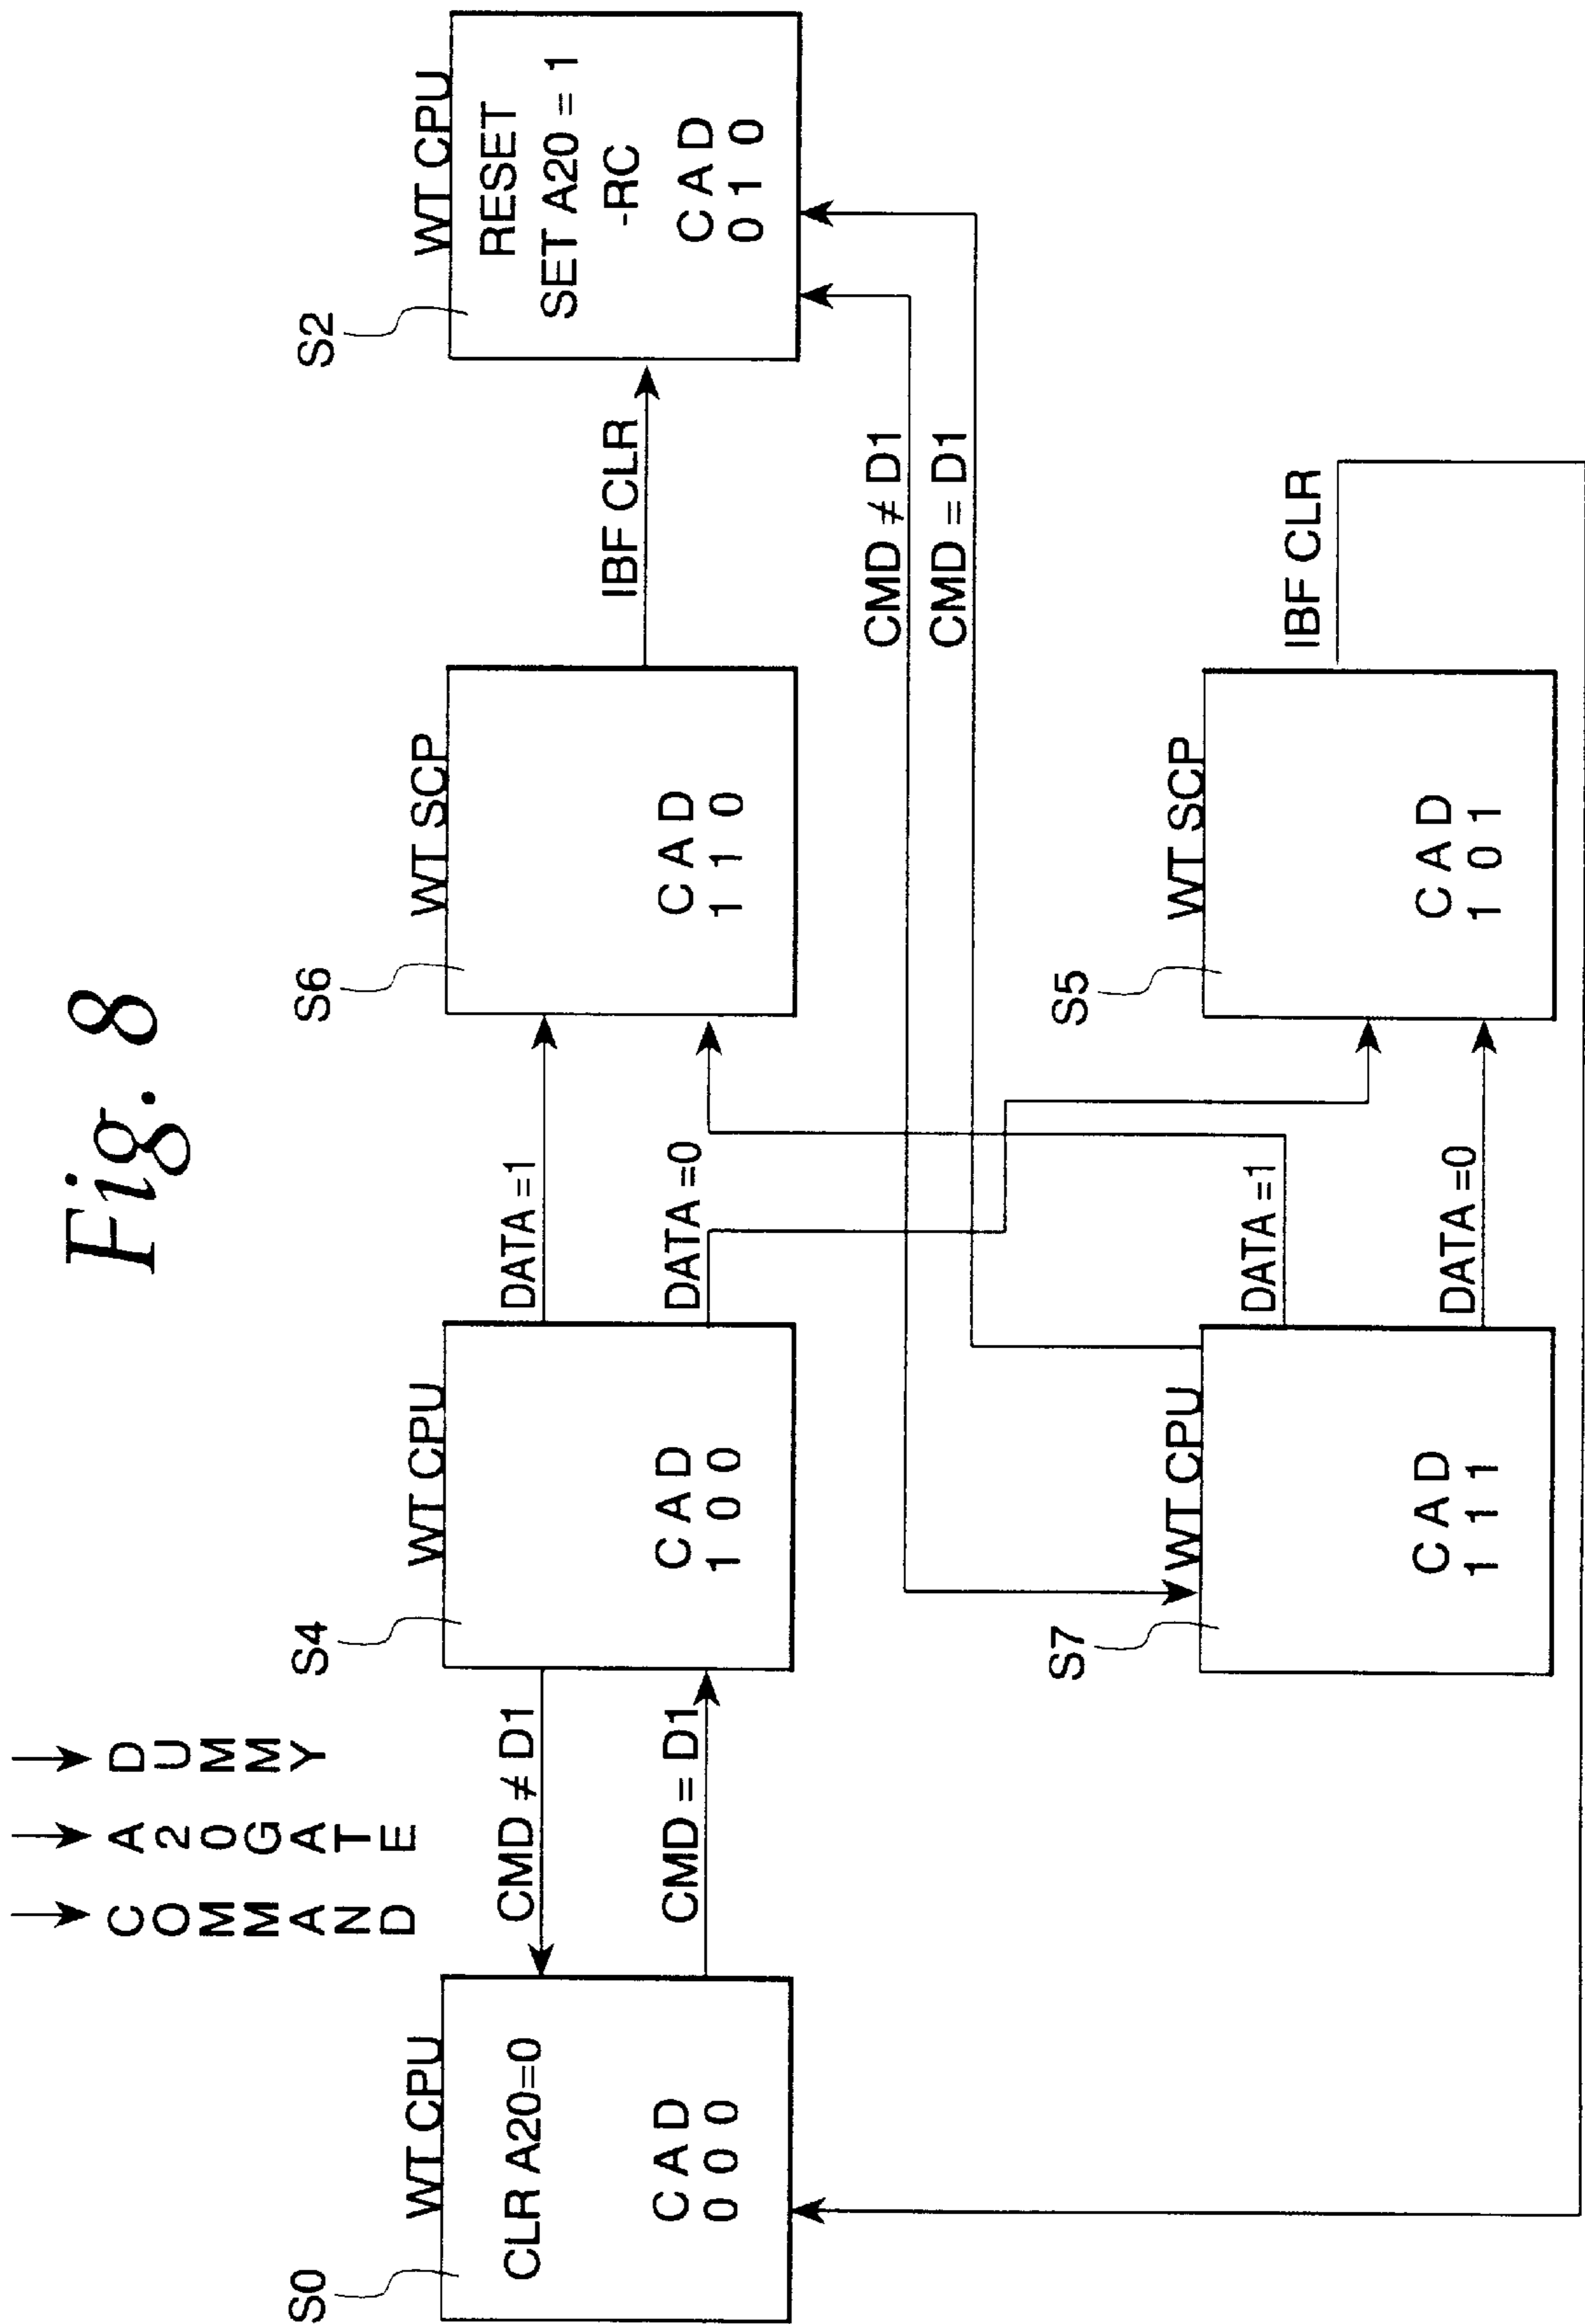 Fig. 8
COMMAND
A20GATE
DUMMY
S0
WT CPU
CLR A20=0
C A D
0 0 0
CMD ≠ D1
CMD = D1
S4
WT CPU
C A D
1 0 0
DATA =1
DATA =0
S6
WT SCP
C A D
1 1 0
IBF CLR
S2
WT CPU
RESET
SET A20 = 1
-RC
C A D
0 1 0
CMD ≠ D1
CMD = D1
S7
WT CPU
C A D
1 1 1
DATA =1
DATA =0
S5
WT SCP
C A D
1 0 1
IBF CLR